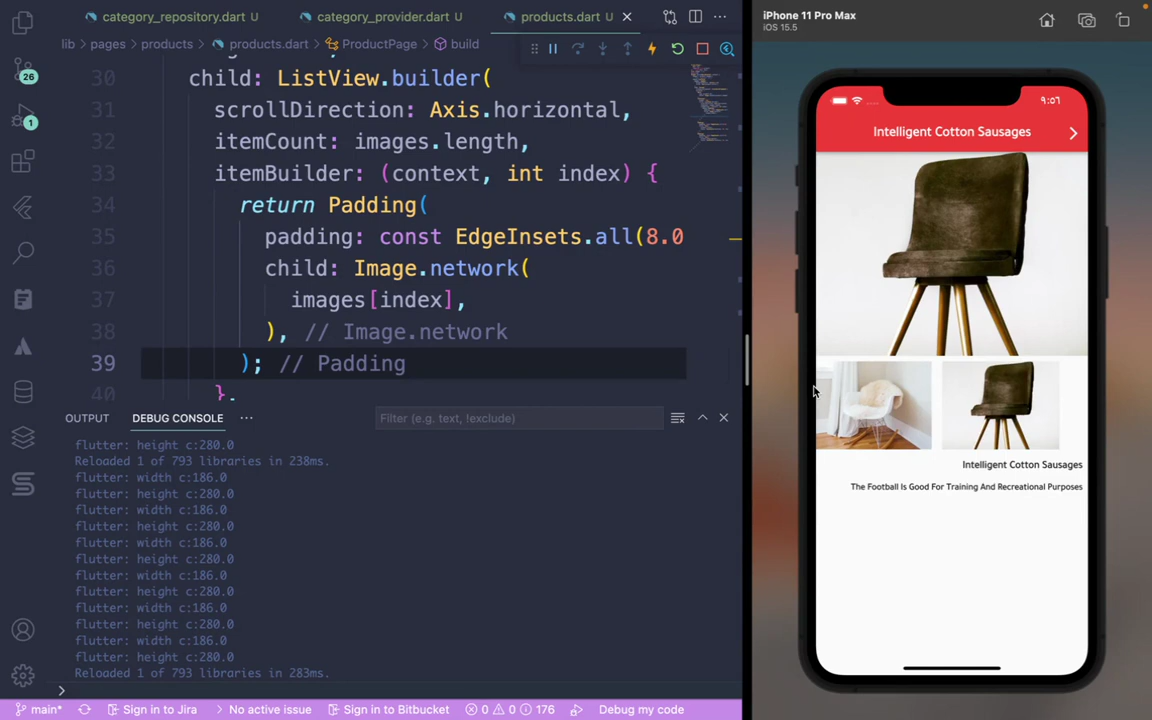 category_repository.dart U
category_provider.dart U
products.dart U
lib > pages > products > products.dart > ProductPage > build
30 child: ListView.builder(
31 scrollDirection: Axis.horizontal,
32 itemCount: images.length,
33 itemBuilder: (context, int index) {
34 return Padding(
35 padding: const EdgeInsets.all(8.0
36 child: Image.network(
37 images[index],
38 ), // Image.network
39 ); // Padding
40 },
26
1
OUTPUT DEBUG CONSOLE ...
Filter (e.g. text, !exclude)
flutter: height c:280.0
Reloaded 1 of 793 libraries in 238ms.
flutter: width c:186.0
flutter: height c:280.0
flutter: width c:186.0
flutter: height c:280.0
flutter: width c:186.0
flutter: height c:280.0
flutter: width c:186.0
flutter: height c:280.0
flutter: width c:186.0
flutter: height c:280.0
flutter: width c:186.0
flutter: height c:280.0
Reloaded 1 of 793 libraries in 283ms.
>
main* Sign in to Jira > No active issue Sign in to Bitbucket 0 0 176 Debug my code
iPhone 11 Pro Max
iOS 15.5
٩:٥٦
Intelligent Cotton Sausages
Intelligent Cotton Sausages
The Football Is Good For Training And Recreational Purposes